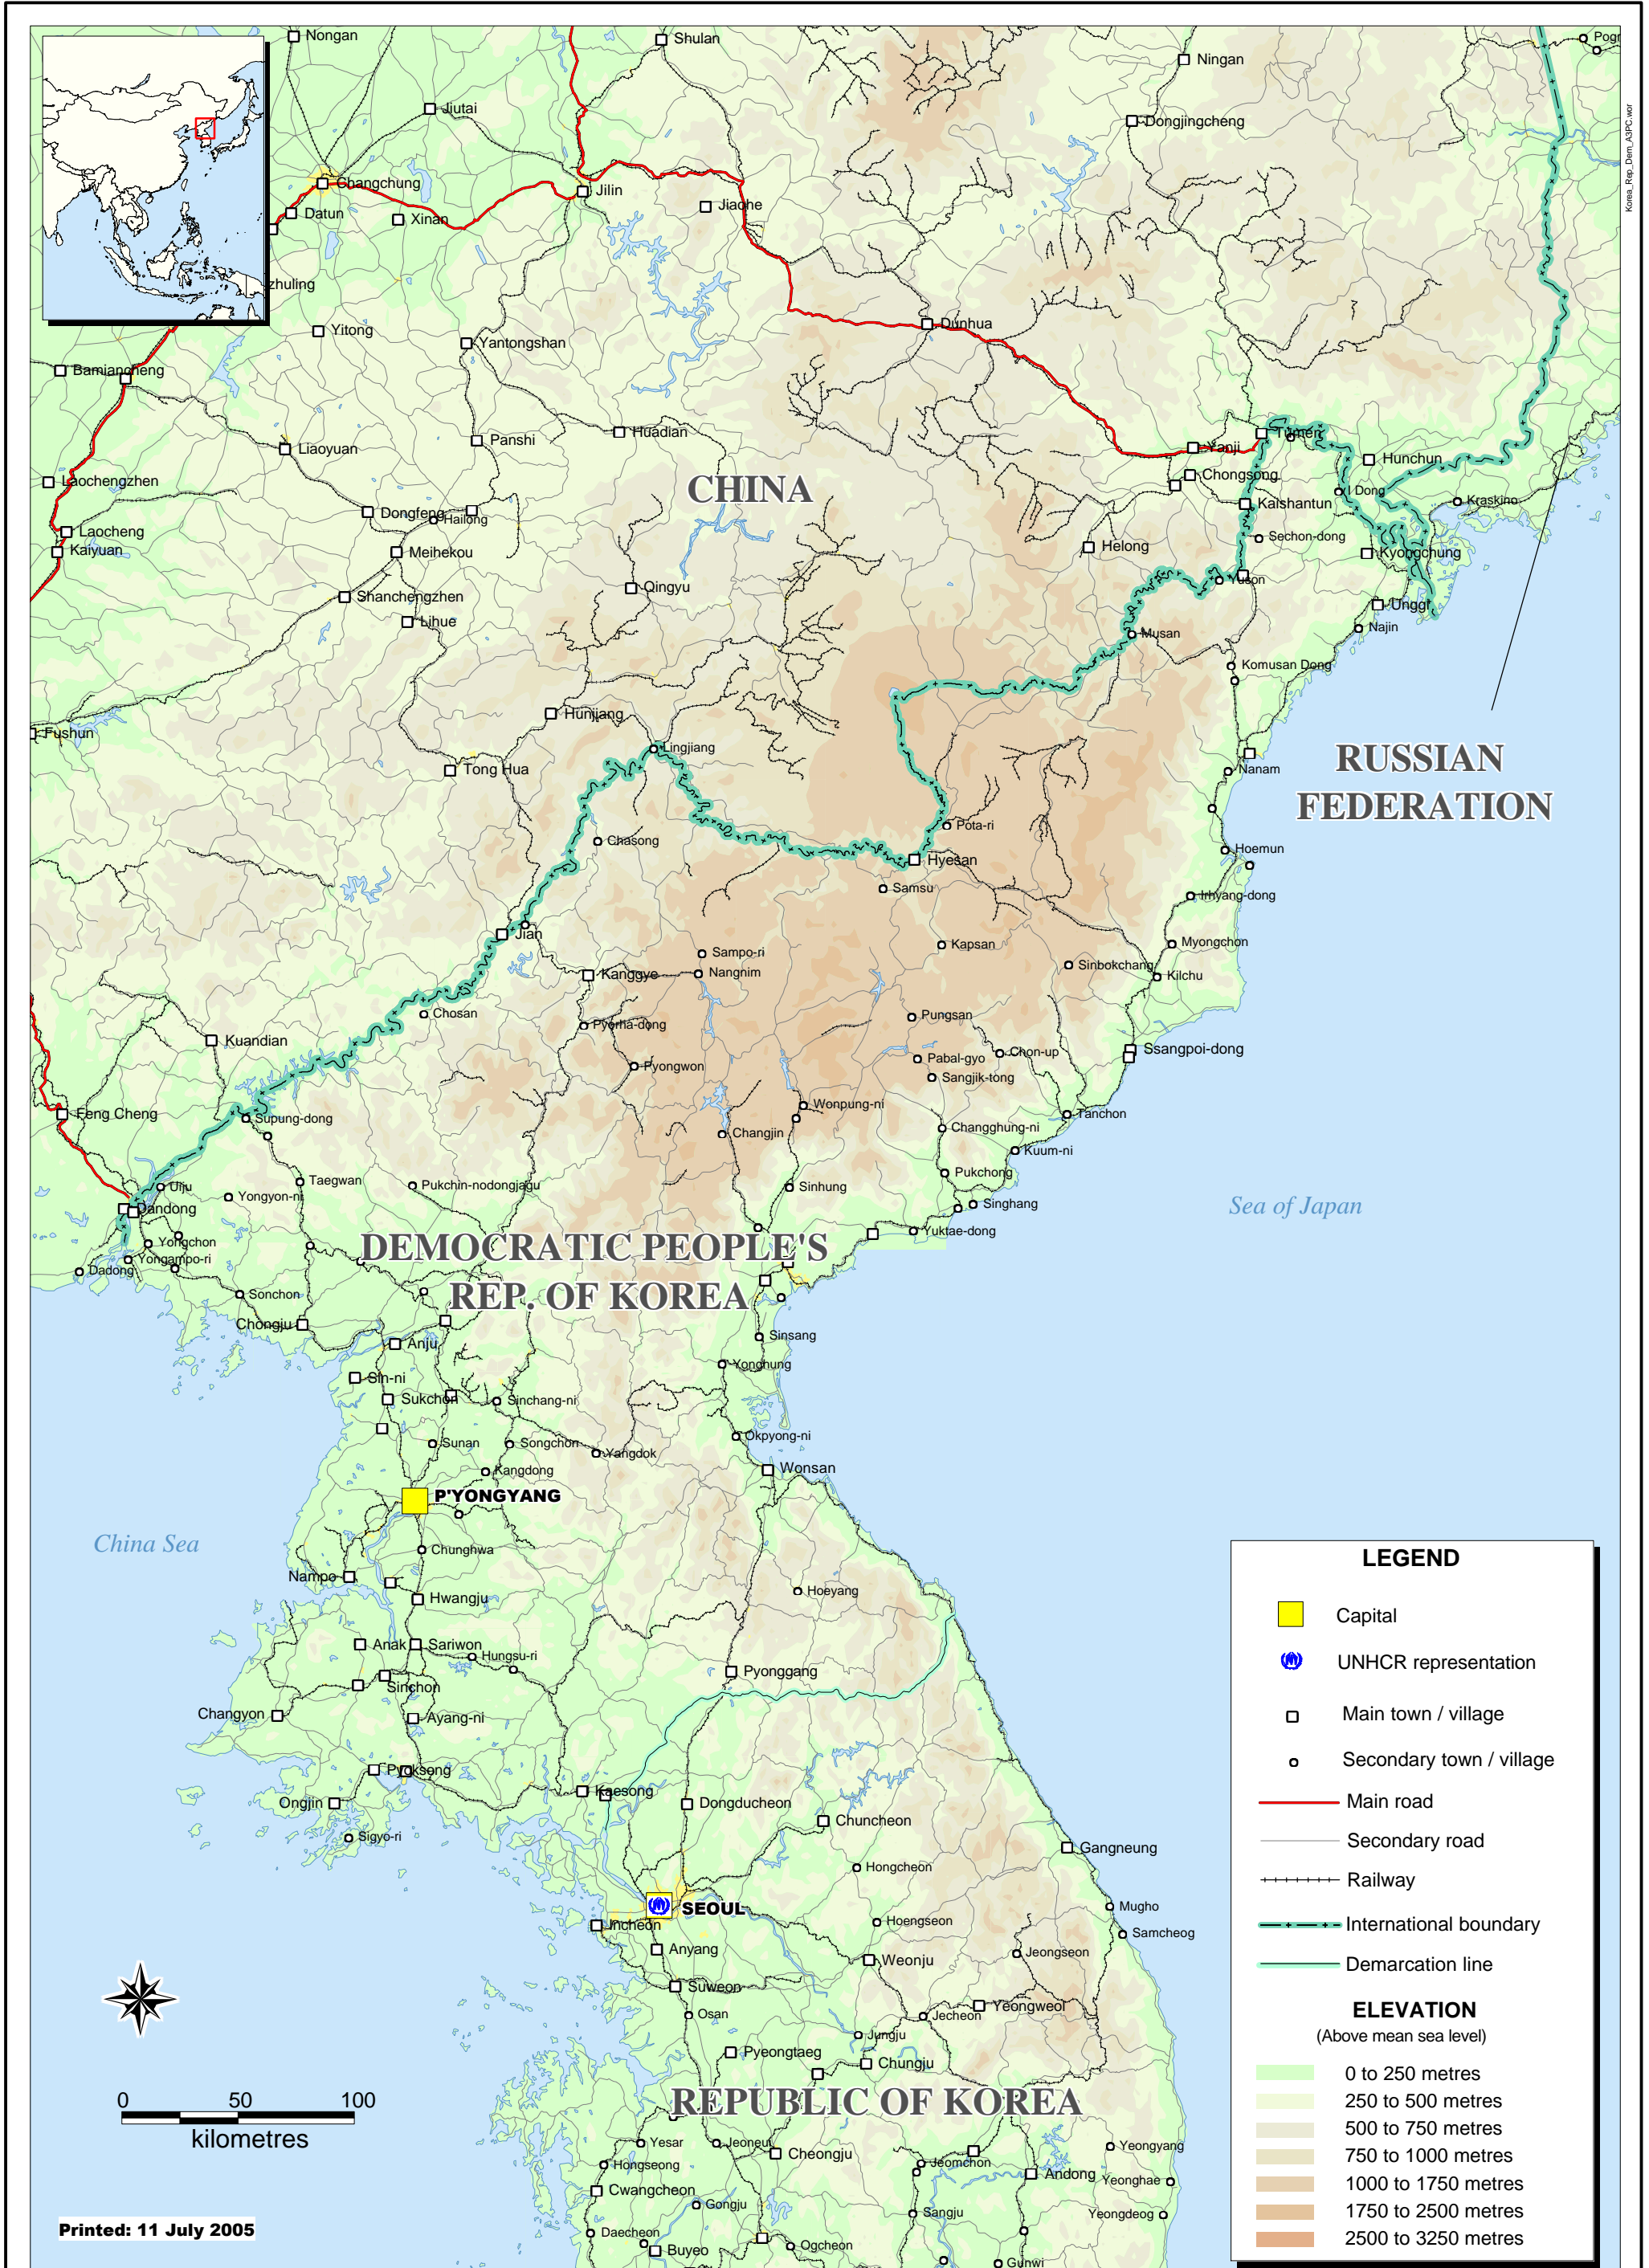 Nongan
Shulan
Ningan
Pogr
Korea_Rep_Dem_A3PC.wor
Jiutai
Dongjingcheng
Changchung
Jilin
Jiaohe
Datun
Xinan
zhuling
Yitong
Yantongshan
Dunhua
Bamiancheng
Liaoyuan
Panshi
Huadian
Yanji
Tumen
Hunchun
Laochengzhen
CHINA
Chongsong
I Dong
Kraskino
Dongfeng
Hailong
Kaishantun
Laocheng
Kaiyuan
Meihekou
Helong
Sechon-dong
Kyongchung
Shanchengzhen
Qingyu
Yuson
Lihue
Unggi
Musan
Najin
Komusan Dong
Hunjiang
Fushun
Lingjiang
Tong Hua
Nanam
RUSSIAN
FEDERATION
Chasong
Pota-ri
Hyesan
Hoemun
Samsu
Irhyang-dong
Jian
Kapsan
Myongchon
Sampo-ri
Kanggye
Nangnim
Sinbokchang
Kilchu
Chosan
Pyorha-dong
Pungsan
Kuandian
Pyongwon
Pabal-gyo
Chon-up
Ssangpoi-dong
Sangjik-tong
Feng Cheng
Supung-dong
Wonpung-ni
Tanchon
Changjin
Changghung-ni
Kuum-ni
Uiju
Taegwan
Yongyon-ni
Pukchin-nodongjagu
Sinhung
Pukchong
Singhang
Sea of Japan
Dandong
Yuktae-dong
Yongchon
DEMOCRATIC PEOPLE'S
REP. OF KOREA
Yongampo-ri
Dadong
Sonchon
Chongju
Anju
Sinsang
Yonghung
Sin-ni
Sukchon
Sinchang-ni
Okpyong-ni
Sunan
Songchon
Yangdok
Kangdong
Wonsan
P'YONGYANG
China Sea
Chunghwa
Nampo
Hwangju
Hoeyang
Anak
Sariwon
Hungsu-ri
Pyonggang
Sinchon
Changyon
Ayang-ni
Pyoksong
Kaesong
Ongjin
Dongducheon
Chuncheon
Sigyo-ri
Gangneung
Hongcheon
SEOUL
Mugho
Incheon
Hoengseon
Samcheog
Anyang
Weonju
Jeongseon
Suweon
Osan
Jecheon
Yeongweol
Jungju
Pyeongtaeg
Chungju
REPUBLIC OF KOREA
Yesar
Jeoneui
Cheongju
Yeongyang
Hongseong
Jeomchon
Andong
Yeonghae
Cwangcheon
Gongju
Sangju
Yeongdeog
Daecheon
Buyeo
Ogcheon
Gunwi
0 50 100
kilometres
Printed: 11 July 2005
LEGEND
Capital
UNHCR representation
Main town / village
Secondary town / village
Main road
Secondary road
Railway
International boundary
Demarcation line
ELEVATION
(Above mean sea level)
0 to 250 metres
250 to 500 metres
500 to 750 metres
750 to 1000 metres
1000 to 1750 metres
1750 to 2500 metres
2500 to 3250 metres